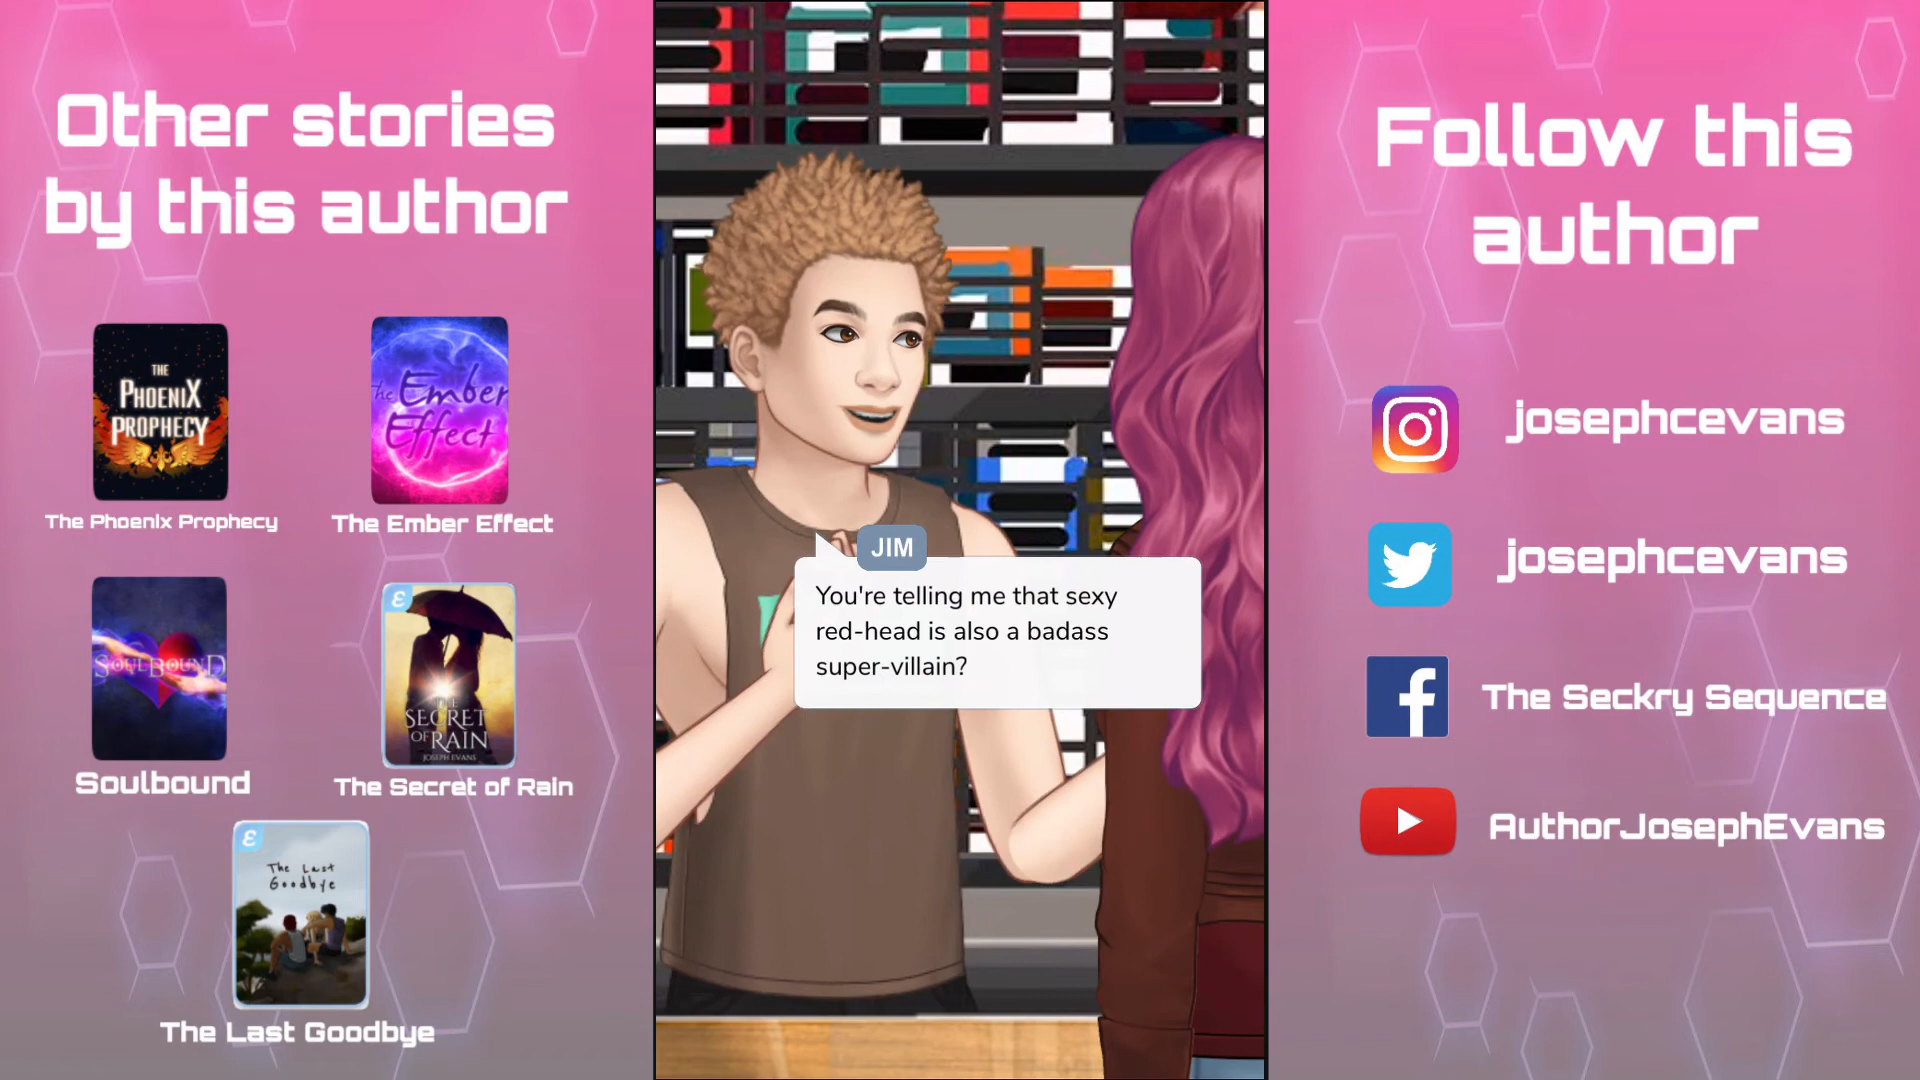 Other stories
by this author
THE
PHOENIX
PROPHECY
The Phoenix Prophecy
The Ember
Effect
The Ember Effect
SOULBOUND
Soulbound
ε
THE
SECRET
OF RAIN
JOSEPH EVANS
The Secret of Rain
ε
The Last
Goodbye
The Last Goodbye
JIM
You're telling me that sexy
red-head is also a badass
super-villain?
Follow this
author
josephcevans
josephcevans
f
The Seckry Sequence
AuthorJosephEvans